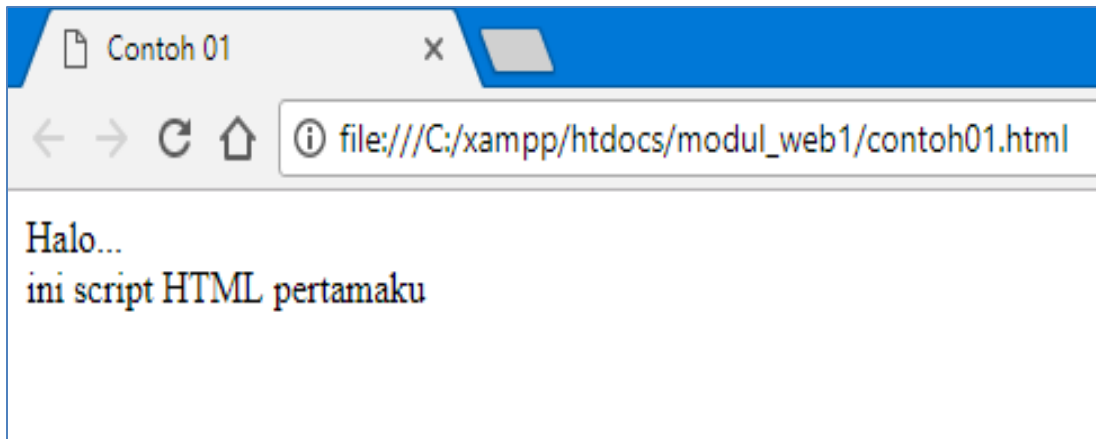 Contoh 01
file:///C:/xampp/htdocs/modul_web1/contoh01.html
Halo...
ini script HTML pertamaku